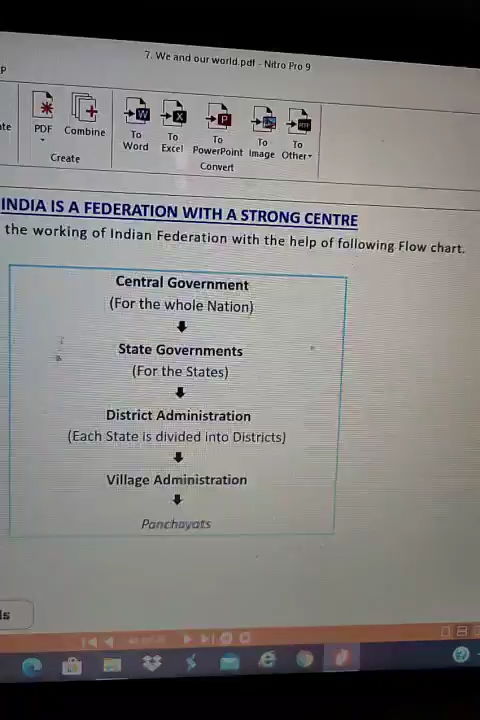 7. We and our world.pdf - Nitro Pro 9
P
ate
PDF
Combine
To Word
To Excel
To PowerPoint
To Image
To Other
Create
Convert
INDIA IS A FEDERATION WITH A STRONG CENTRE
the working of Indian Federation with the help of following Flow chart.
Central Government
(For the whole Nation)
State Governments
(For the States)
District Administration
(Each State is divided into Districts)
Village Administration
Panchayats
ls